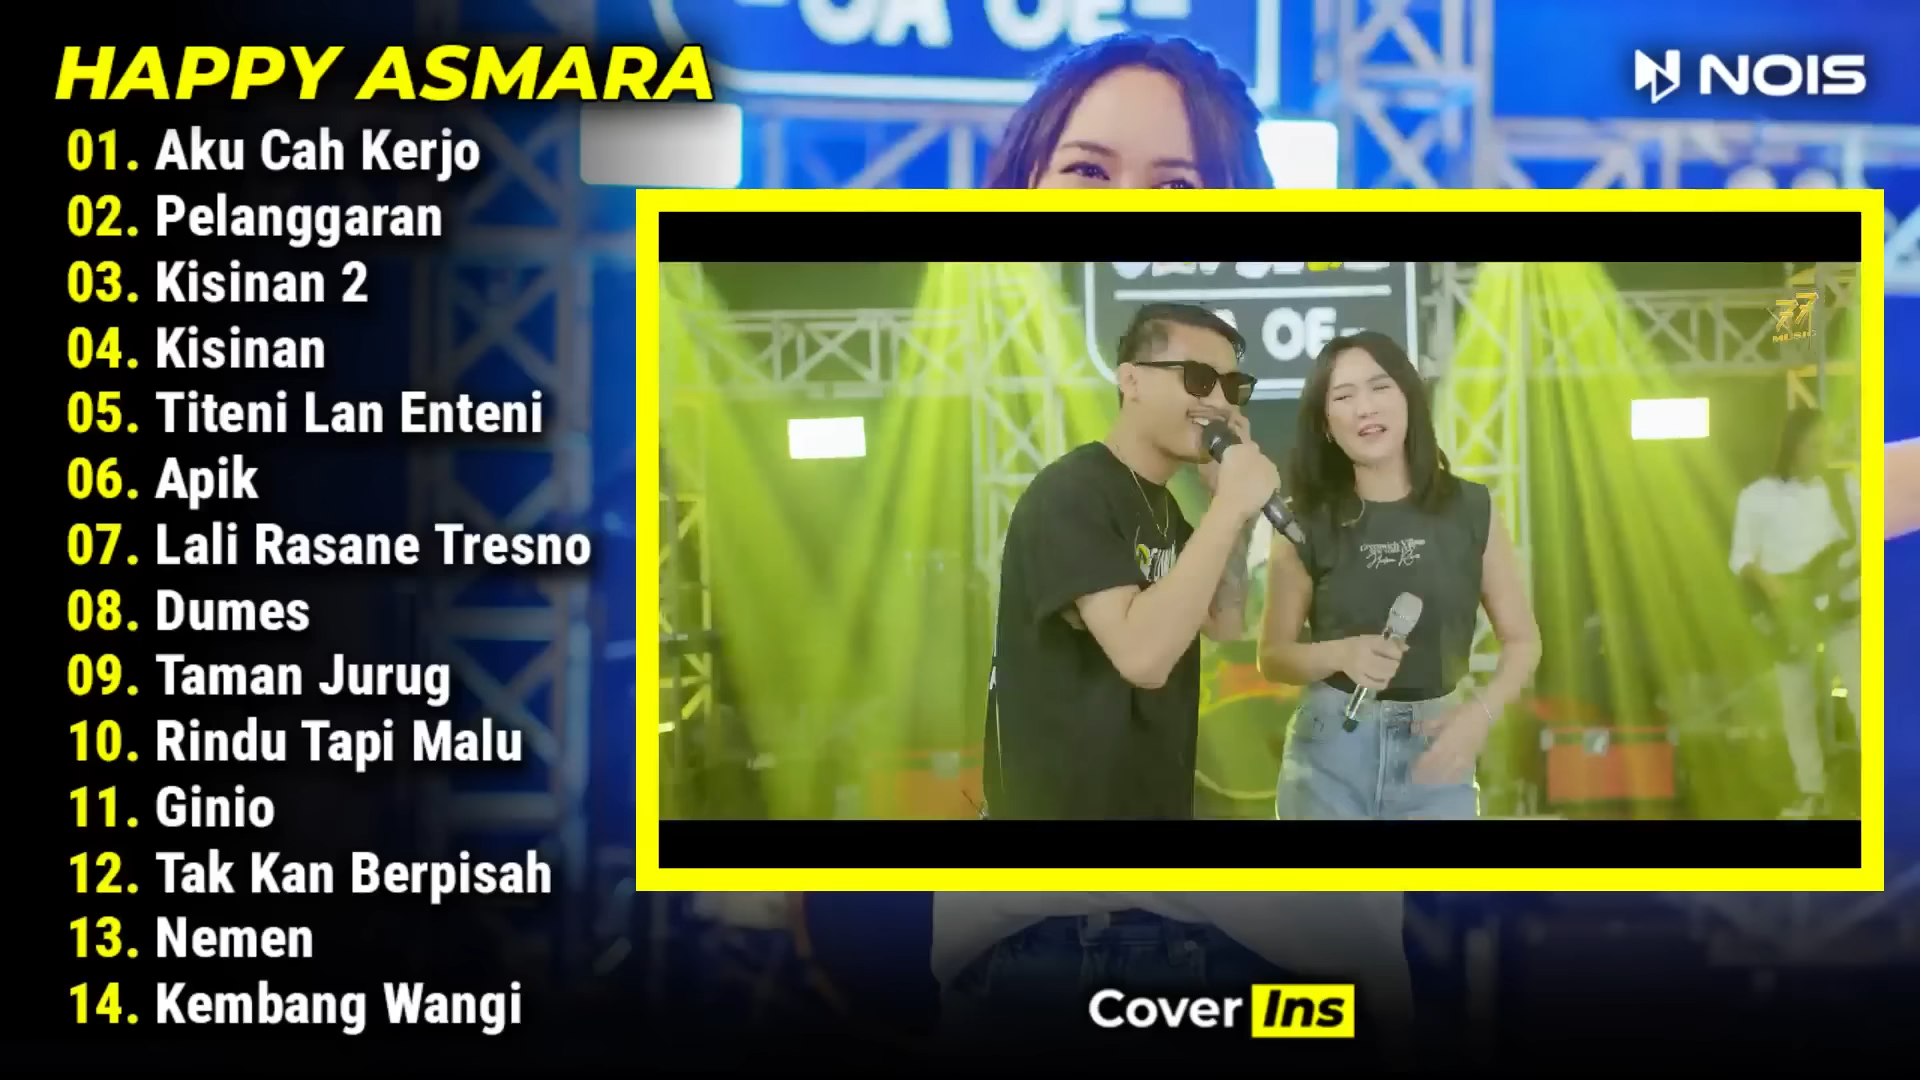 HAPPY ASMARA
01. Aku Cah Kerjo
02. Pelanggaran
03. Kisinan 2
04. Kisinan
05. Titeni Lan Enteni
06. Apik
07. Lali Rasane Tresno
08. Dumes
09. Taman Jurug
10. Rindu Tapi Malu
11. Ginio
12. Tak Kan Berpisah
13. Nemen
14. Kembang Wangi
NOIS
MUSIC
Cover Ins